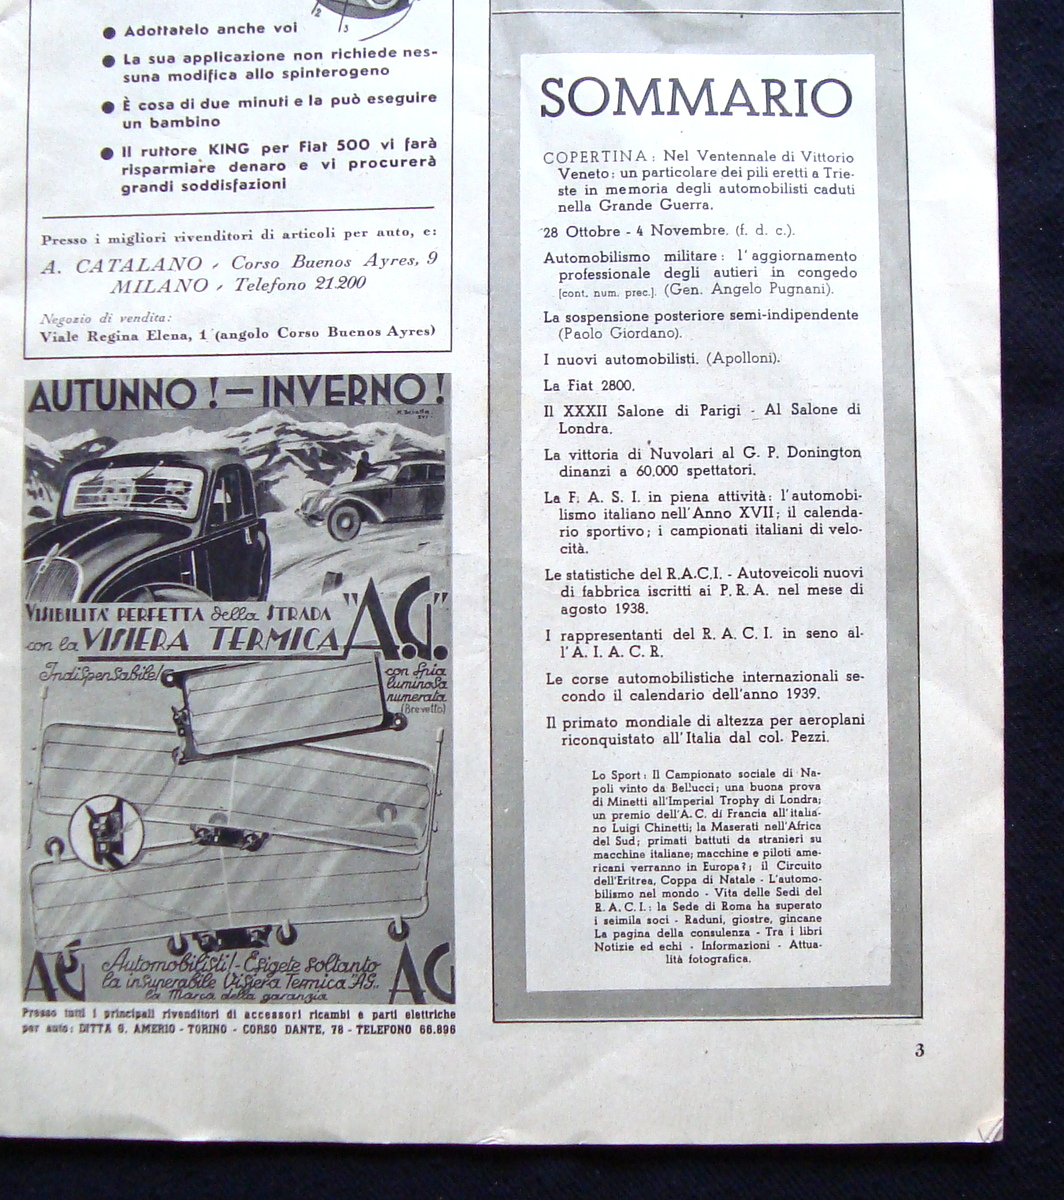 ● Adottatelo anche voi
2
3
● La sua applicazione non richiede nes-
suna modifica allo spinterogeno
● È cosa di due minuti e la può eseguire
un bambino
● Il ruttore KING per Fiat 500 vi farà
risparmiare denaro e vi procurerà
grandi soddisfazioni
Presso i migliori rivenditori di articoli per auto, e:
A. CATALANO - Corso Buenos Ayres, 9
MILANO - Telefono 21.200
Negozio di vendita:
Viale Regina Elena, 1 (angolo Corso Buenos Ayres)
AUTUNNO! — INVERNO!
VISIBILITA' PERFETTA della STRADA
con la VISIERA TERMICA "A.G."
Indispensabile!
con spia
luminosa
numerata
(Brevetto)
AG
Automobilisti! - Esigete soltanto
la insuperabile Visiera Termica "AG„
la Marca della garanzia
AG
Presso tutti i principali rivenditori di accessori ricambi e parti elettriche
per auto: DITTA G. AMERIO - TORINO - CORSO DANTE, 78 - TELEFONO 66.896
SOMMARIO
COPERTINA: Nel Ventennale di Vittorio
Veneto: un particolare dei pili eretti a Trie-
ste in memoria degli automobilisti caduti
nella Grande Guerra.
28 Ottobre - 4 Novembre. (f. d. c.).
Automobilismo militare: l'aggiornamento
professionale degli autieri in congedo
[cont. num. prec.]. (Gen. Angelo Pugnani).
La sospensione posteriore semi-indipendente
(Paolo Giordano).
I nuovi automobilisti. (Apolloni).
La Fiat 2800.
Il XXXII Salone di Parigi - Al Salone di
Londra.
La vittoria di Nuvolari al G. P. Donington
dinanzi a 60.000 spettatori.
La F. A. S. I. in piena attività: l'automobi-
lismo italiano nell'Anno XVII; il calenda-
rio sportivo; i campionati italiani di velo-
cità.
Le statistiche del R.A.C.I. - Autoveicoli nuovi
di fabbrica iscritti ai P. R. A. nel mese di
agosto 1938.
I rappresentanti del R. A. C. I. in seno al-
l'A. I. A. C. R.
Le corse automobilistiche internazionali se-
condo il calendario dell'anno 1939.
Il primato mondiale di altezza per aeroplani
riconquistato all'Italia dal col. Pezzi.
Lo Sport: Il Campionato sociale di Na-
poli vinto da Bellucci; una buona prova
di Minetti all'Imperial Trophy di Londra;
un premio dell'A. C. di Francia all'italia-
no Luigi Chinetti; la Maserati nell'Africa
del Sud; primati battuti da stranieri su
macchine italiane; macchine e piloti ame-
ricani verranno in Europa?; il Circuito
dell'Eritrea, Coppa di Natale - L'automo-
bilismo nel mondo - Vita delle Sedi del
R. A. C. I.: la Sede di Roma ha superato
i seimila soci - Raduni, giostre, gincane
La pagina della consulenza - Tra i libri
Notizie ed echi - Informazioni - Attua-
lità fotografica.
3